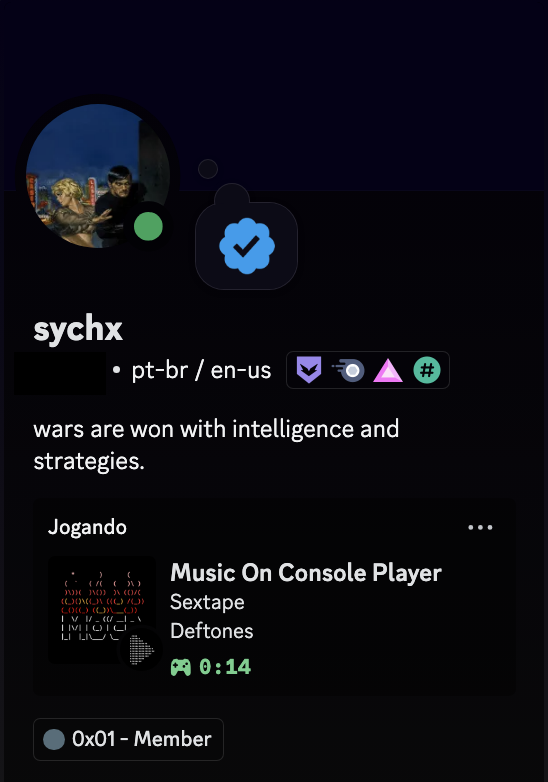 sychx
• pt-br / en-us #
wars are won with intelligence and
strategies.
Jogando
Music On Console Player
Sextape
Deftones
0:14
0x01 - Member